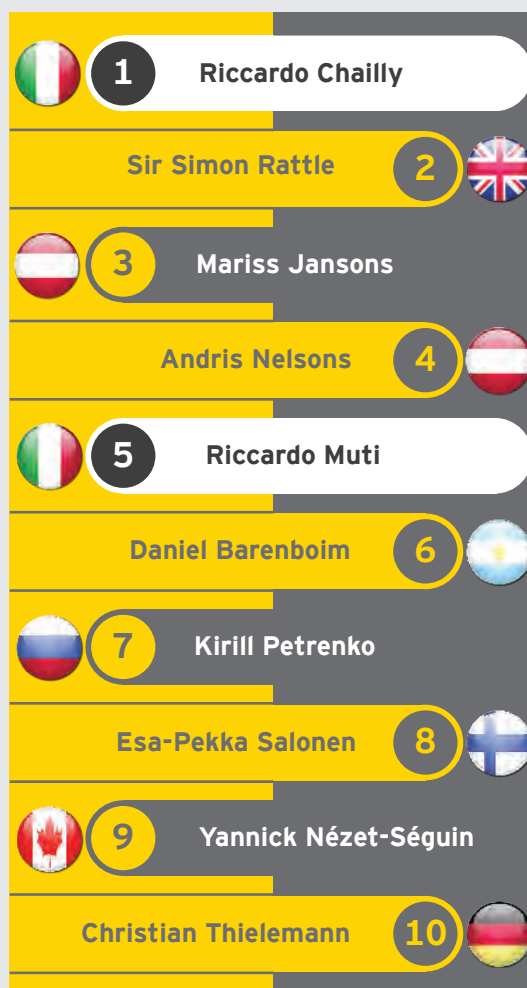 1 Riccardo Chailly
Sir Simon Rattle 2
3 Mariss Jansons
Andris Nelsons 4
5 Riccardo Muti
Daniel Barenboim 6
7 Kirill Petrenko
Esa-Pekka Salonen 8
9 Yannick Nézet-Séguin
Christian Thielemann 10